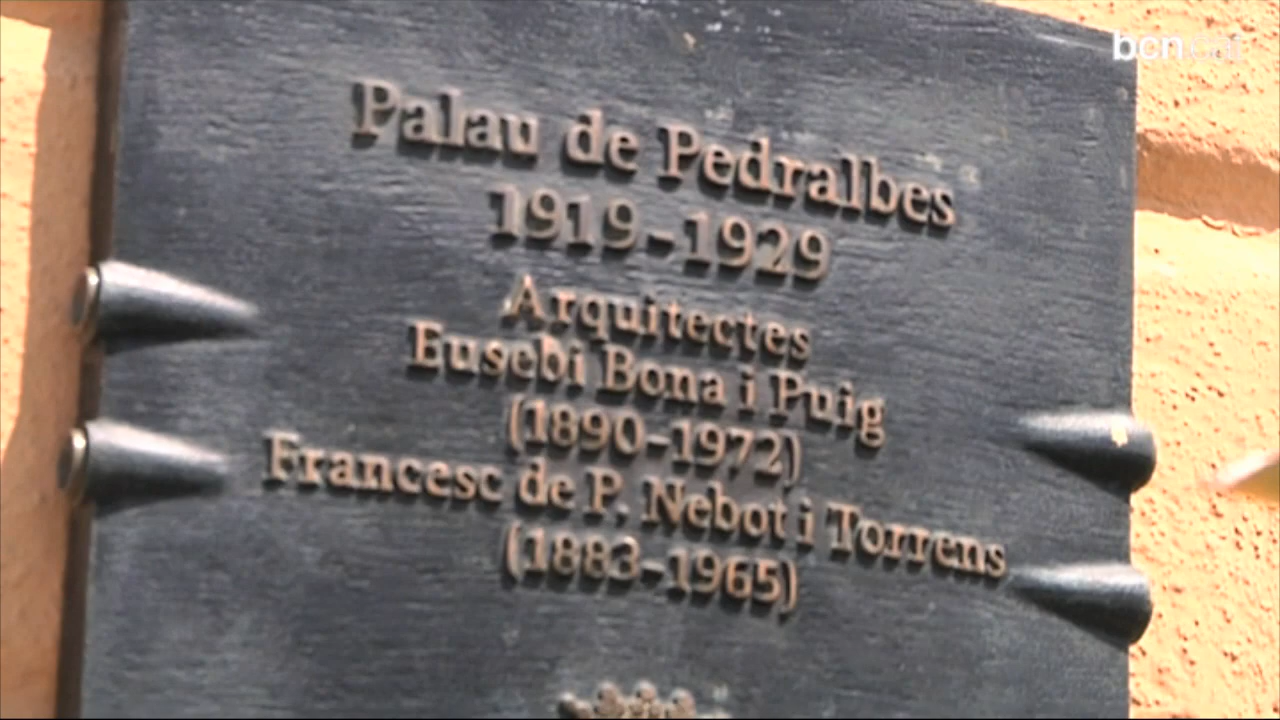 bcn.cat
Palau de Pedralbes
1919-1929
Arquitectes
Eusebi Bona i Puig
(1890-1972)
Francesc de P. Nebot i Torrens
(1883-1965)